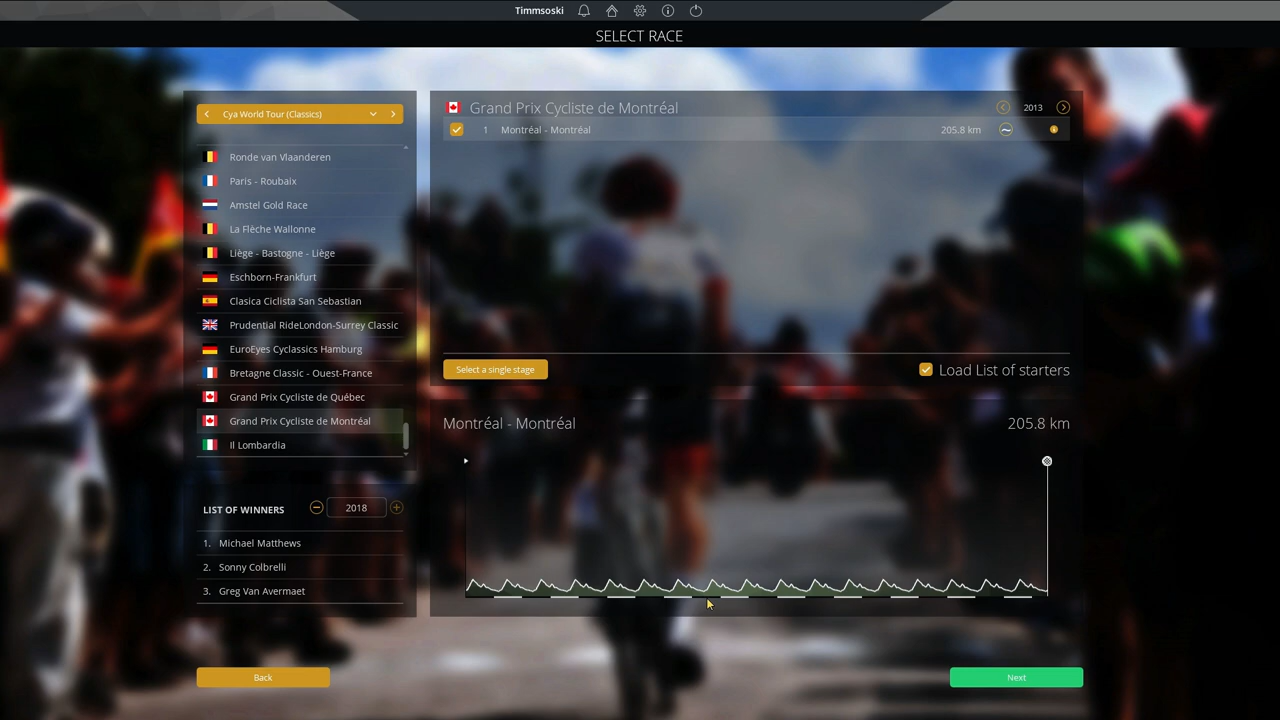 Timmsoski
SELECT RACE
Cya World Tour (Classics)
Ronde van Vlaanderen
Paris - Roubaix
Amstel Gold Race
La Flèche Wallonne
Liège - Bastogne - Liège
Eschborn-Frankfurt
Clasica Ciclista San Sebastian
Prudential RideLondon-Surrey Classic
EuroEyes Cyclassics Hamburg
Bretagne Classic - Ouest-France
Grand Prix Cycliste de Québec
Grand Prix Cycliste de Montréal
Il Lombardia
LIST OF WINNERS 2018
1. Michael Matthews
2. Sonny Colbrelli
3. Greg Van Avermaet
Grand Prix Cycliste de Montréal 2013
1 Montréal - Montréal 205.8 km
Select a single stage
Load List of starters
Montréal - Montréal 205.8 km
Back
Next